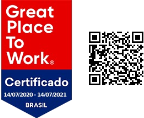 Great
Place
To
Work®
Certificado
14/07/2020 - 14/07/2021
BRASIL